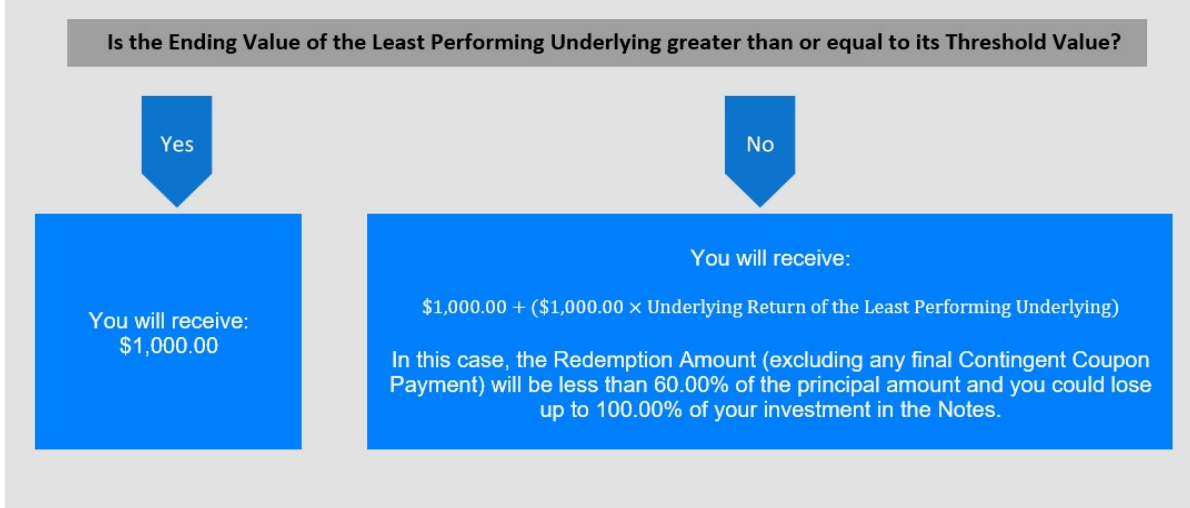 Is the Ending Value of the Least Performing Underlying greater than or equal to its Threshold Value?
Yes
No
You will receive:
$1,000.00
You will receive:
$1,000.00 + ($1,000.00 × Underlying Return of the Least Performing Underlying)
In this case, the Redemption Amount (excluding any final Contingent Coupon
Payment) will be less than 60.00% of the principal amount and you could lose
up to 100.00% of your investment in the Notes.